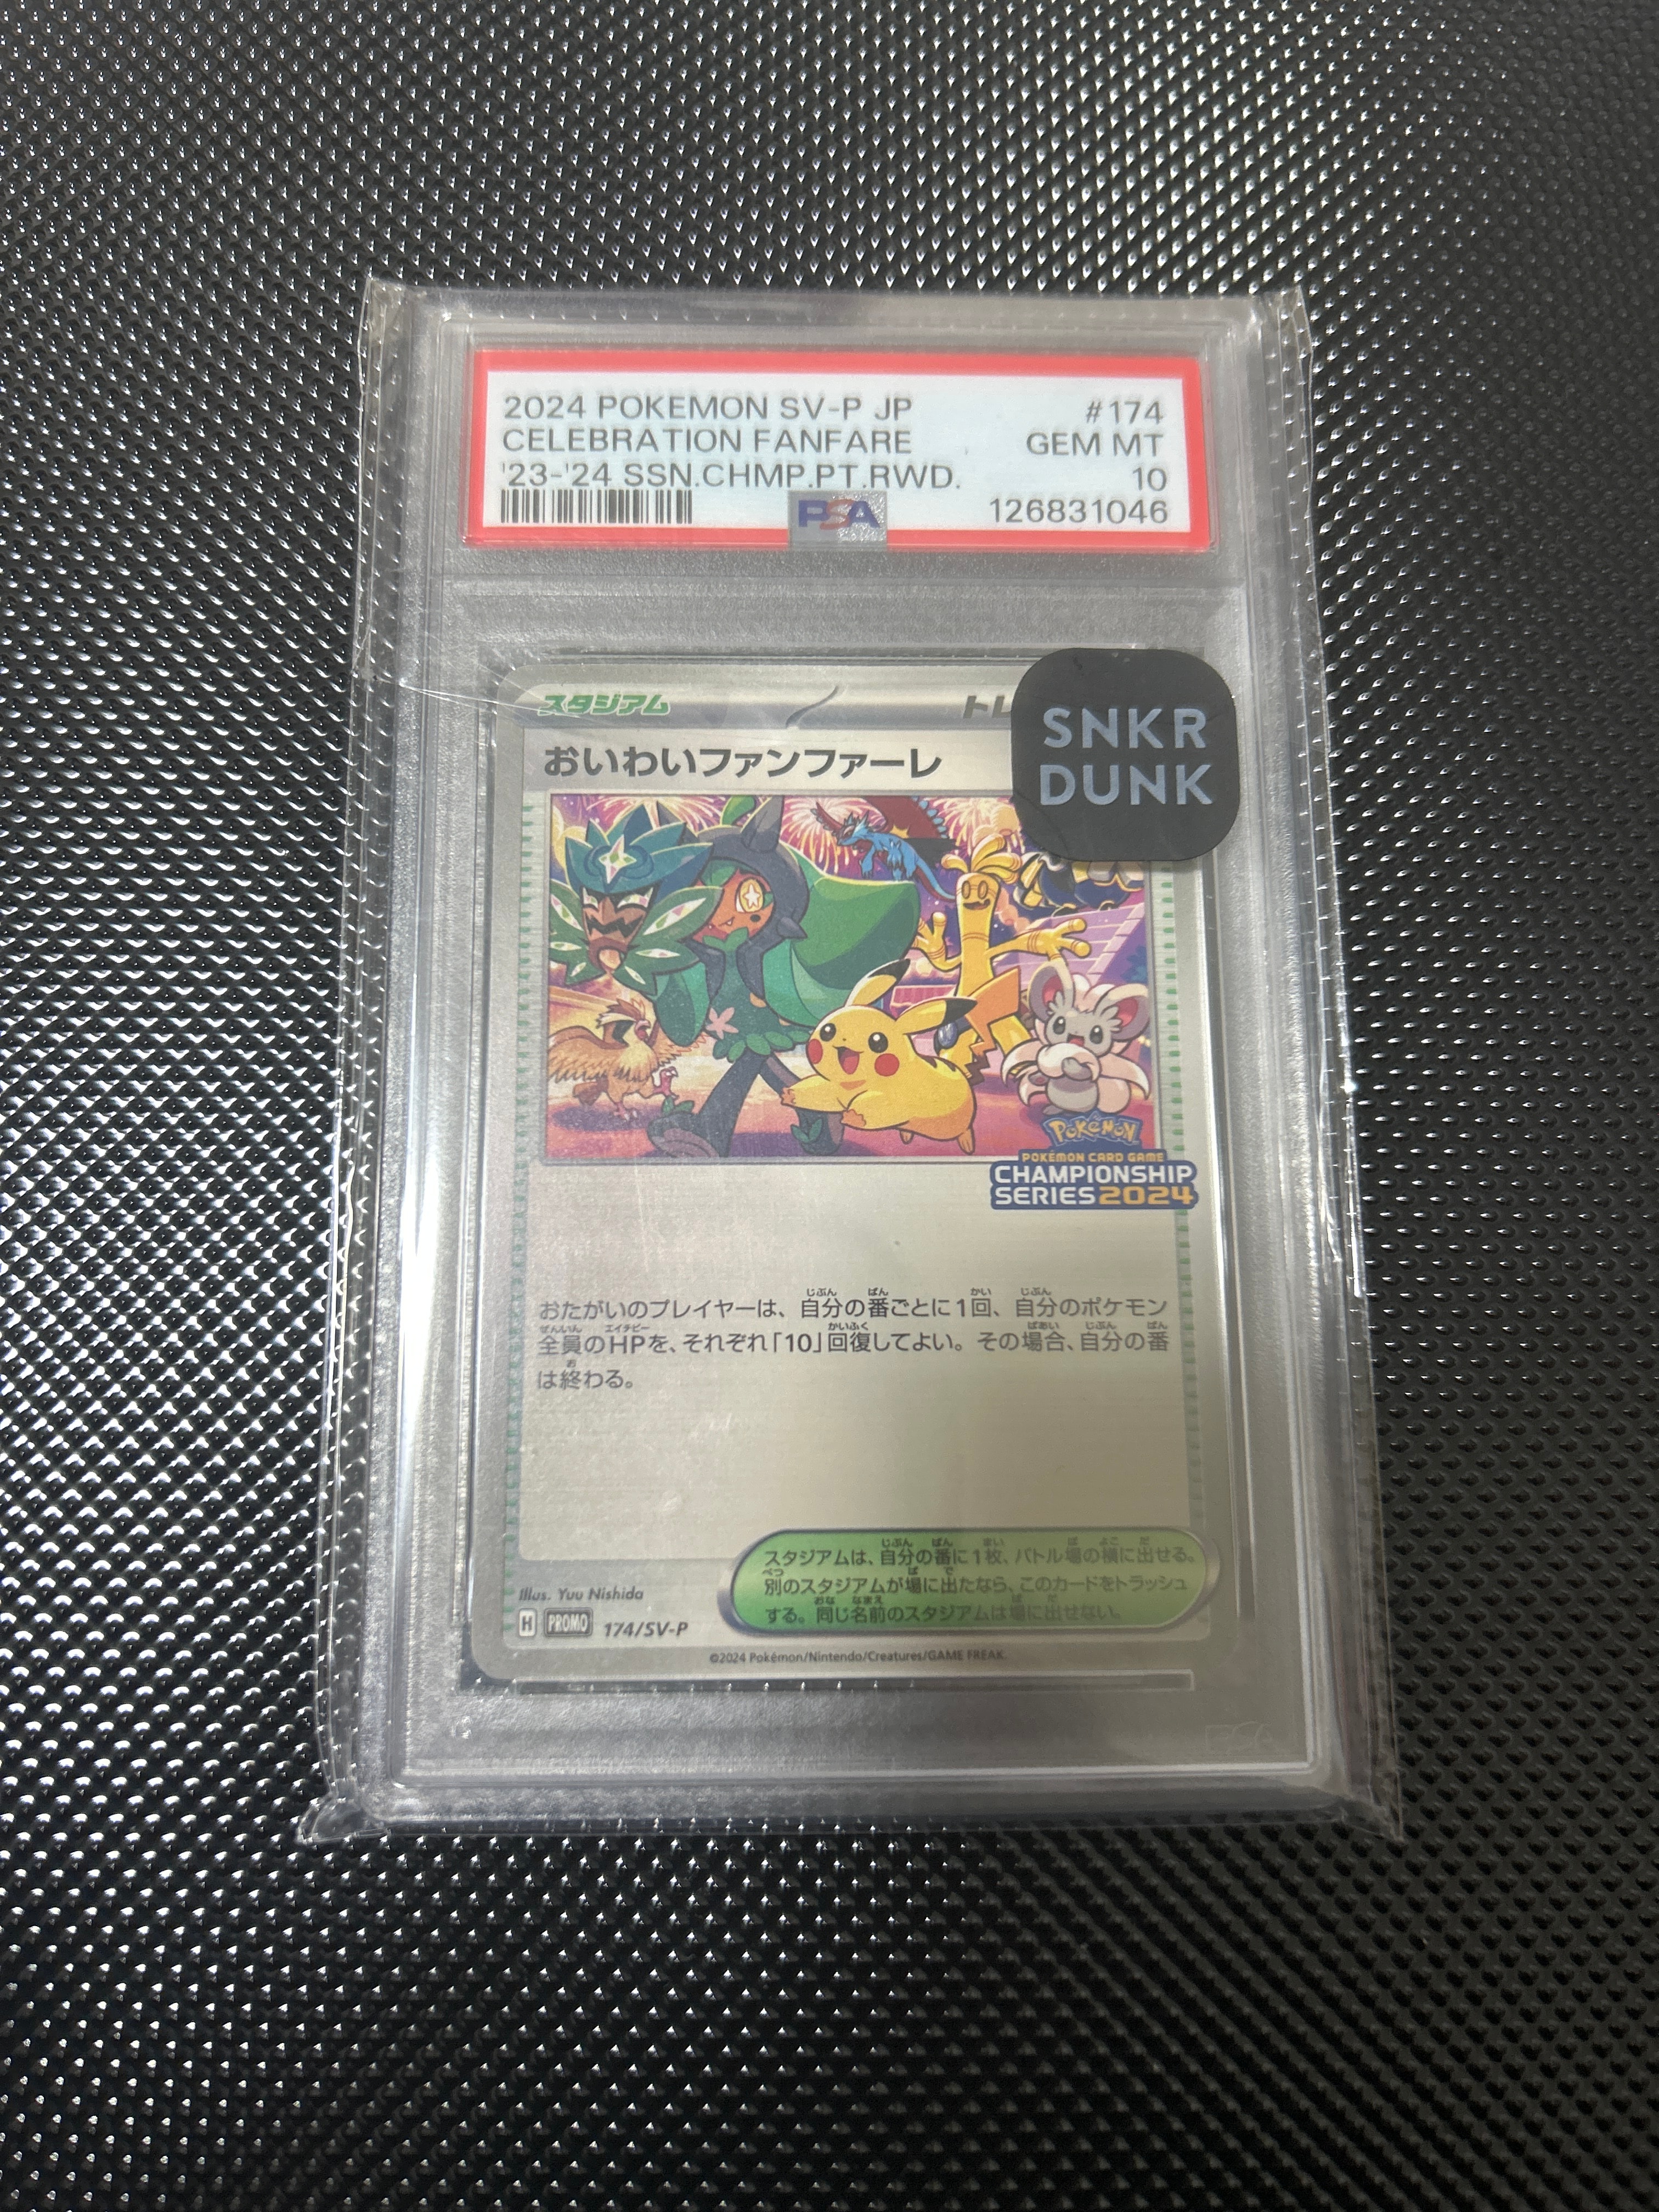 2024 POKEMON SV-P JP #174
CELEBRATION FANFARE GEM MT
'23-'24 SSN.CHMP.PT.RWD. 10
PSA 126831046
スタジアム トレ
SNKR
DUNK
おいわいファンファーレ
Pokémon
POKÉMON CARD GAME
CHAMPIONSHIP
SERIES 2024
おたがいのプレイヤーは、自分の番ごとに1回、自分のポケモン
全員のHPを、それぞれ「10」回復してよい。その場合、自分の番
は終わる。
スタジアムは、自分の番に1枚、バトル場の横に出せる。
別のスタジアムが場に出たなら、このカードをトラッシュ
する。同じ名前のスタジアムは場に出せない。
Illus. Yuu Nishida
H PROMO 174/SV-P
©2024 Pokémon/Nintendo/Creatures/GAME FREAK.